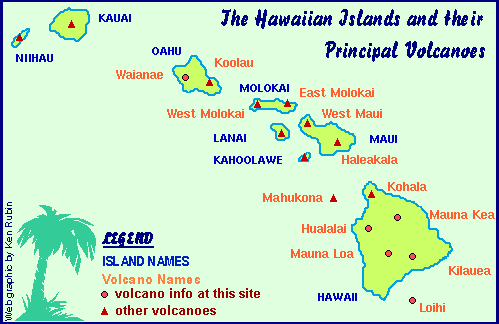 The Hawaiian Islands and their
Principal Volcanoes
KAUAI
NIIHAU
OAHU
Waianae
Koolau
MOLOKAI
East Molokai
West Molokai
West Maui
LANAI
MAUI
KAHOOLAWE
Haleakala
Kohala
Mahukona
Mauna Kea
Hualalai
Mauna Loa
Kilauea
HAWAII
Loihi
LEGEND
ISLAND NAMES
Volcano Names
volcano info at this site
other volcanoes
Webgraphic by Ken Rubin